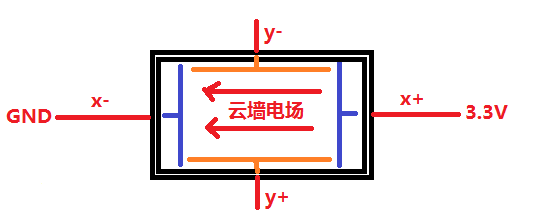 y-
x-
x+
GND
云墙电场
3.3V
y+